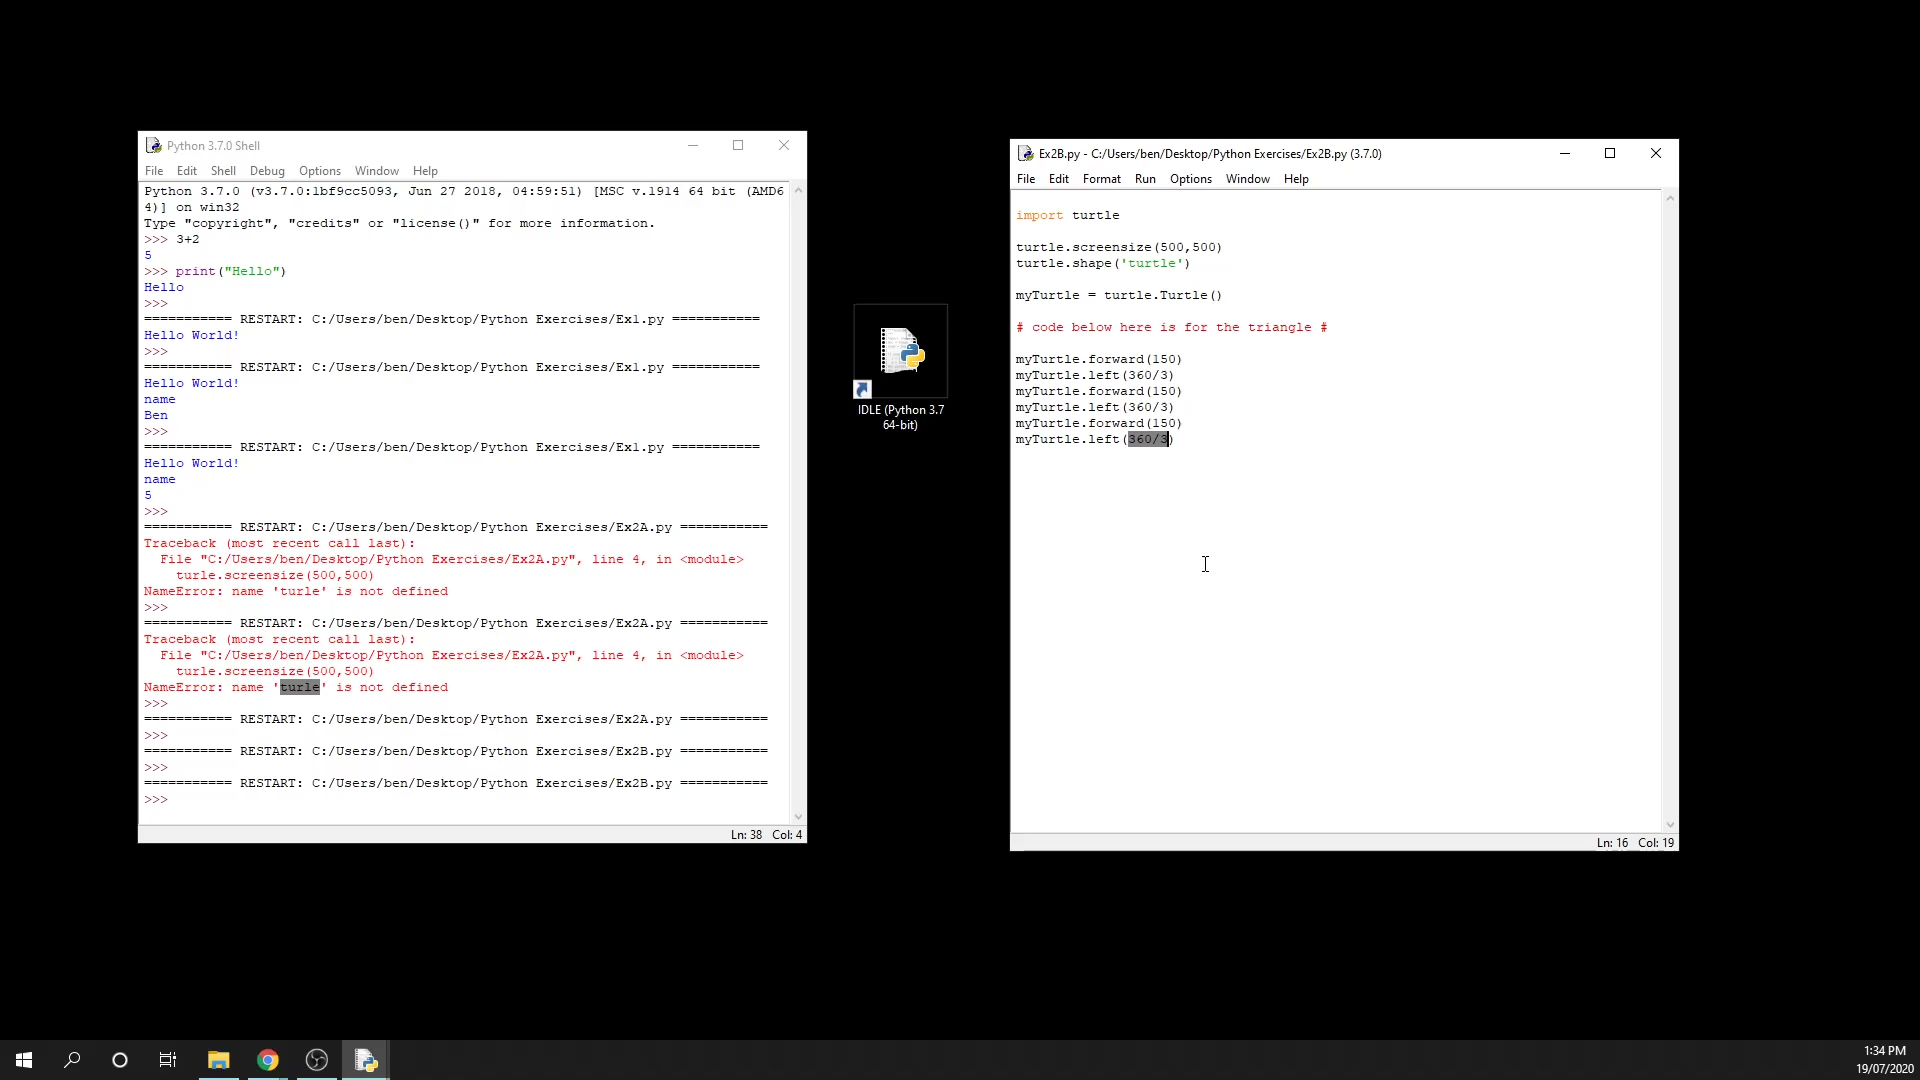 Python 3.7.0 Shell
File Edit Shell Debug Options Window Help
Python 3.7.0 (v3.7.0:1bf9cc5093, Jun 27 2018, 04:59:51) [MSC v.1914 64 bit (AMD6
4)] on win32
Type "copyright", "credits" or "license()" for more information.
>>> 3+2
5
>>> print("Hello")
Hello
>>>
=========== RESTART: C:/Users/ben/Desktop/Python Exercises/Ex1.py ===========
Hello World!
>>>
=========== RESTART: C:/Users/ben/Desktop/Python Exercises/Ex1.py ===========
Hello World!
name
Ben
>>>
=========== RESTART: C:/Users/ben/Desktop/Python Exercises/Ex1.py ===========
Hello World!
name
5
>>>
=========== RESTART: C:/Users/ben/Desktop/Python Exercises/Ex2A.py ===========
Traceback (most recent call last):
  File "C:/Users/ben/Desktop/Python Exercises/Ex2A.py", line 4, in <module>
    turle.screensize(500,500)
NameError: name 'turle' is not defined
>>>
=========== RESTART: C:/Users/ben/Desktop/Python Exercises/Ex2A.py ===========
Traceback (most recent call last):
  File "C:/Users/ben/Desktop/Python Exercises/Ex2A.py", line 4, in <module>
    turle.screensize(500,500)
NameError: name 'turle' is not defined
>>>
=========== RESTART: C:/Users/ben/Desktop/Python Exercises/Ex2A.py ===========
>>>
=========== RESTART: C:/Users/ben/Desktop/Python Exercises/Ex2B.py ===========
>>>
=========== RESTART: C:/Users/ben/Desktop/Python Exercises/Ex2B.py ===========
>>>
Ln: 38 Col: 4
IDLE (Python 3.7
64-bit)
Ex2B.py - C:/Users/ben/Desktop/Python Exercises/Ex2B.py (3.7.0)
File Edit Format Run Options Window Help
import turtle
turtle.screensize(500,500)
turtle.shape('turtle')
myTurtle = turtle.Turtle()
# code below here is for the triangle #
myTurtle.forward(150)
myTurtle.left(360/3)
myTurtle.forward(150)
myTurtle.left(360/3)
myTurtle.forward(150)
myTurtle.left(360/3)
Ln: 16 Col: 19
1:34 PM
19/07/2020